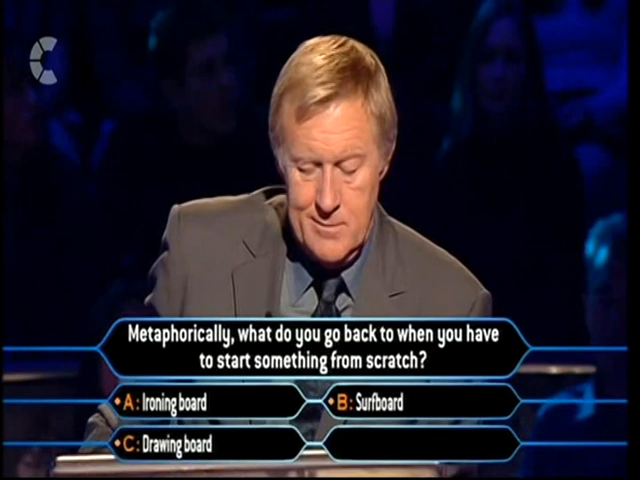 Metaphorically, what do you go back to when you have
to start something from scratch?
A: Ironing board
B: Surfboard
C: Drawing board